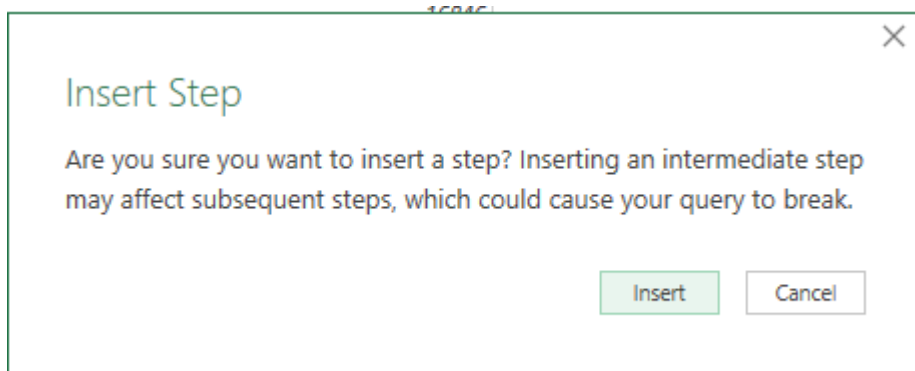 Insert Step
Are you sure you want to insert a step? Inserting an intermediate step
may affect subsequent steps, which could cause your query to break.
Insert
Cancel